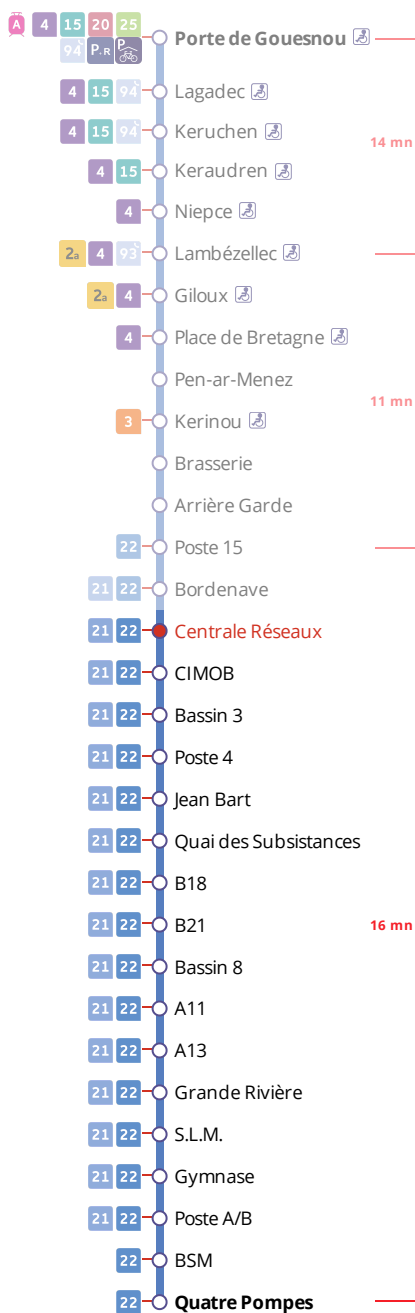 A 4 15 20 25
94 P.R P
Porte de Gouesnou
4 15 94 Lagadec
4 15 94 Keruchen
14 mn
4 15 Keraudren
4 Niepce
2a 4 93 Lambézellec
2a 4 Giloux
4 Place de Bretagne
Pen-ar-Menez
11 mn
3 Kerinou
Brasserie
Arrière Garde
22 Poste 15
21 22 Bordenave
21 22 Centrale Réseaux
21 22 CIMOB
21 22 Bassin 3
21 22 Poste 4
21 22 Jean Bart
21 22 Quai des Subsistances
21 22 B18
21 22 B21
16 mn
21 22 Bassin 8
21 22 A11
21 22 A13
21 22 Grande Rivière
21 22 S.L.M.
21 22 Gymnase
21 22 Poste A/B
22 BSM
22 Quatre Pompes